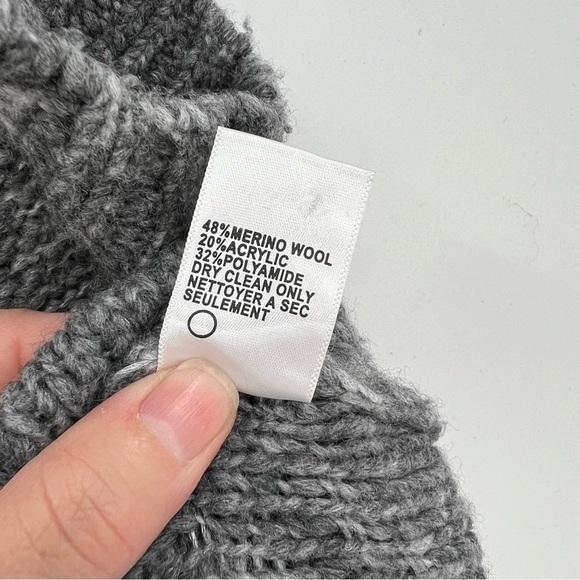 48%MERINO WOOL
20%ACRYLIC
32%POLYAMIDE
DRY CLEAN ONLY
NETTOYER A SEC
SEULEMENT